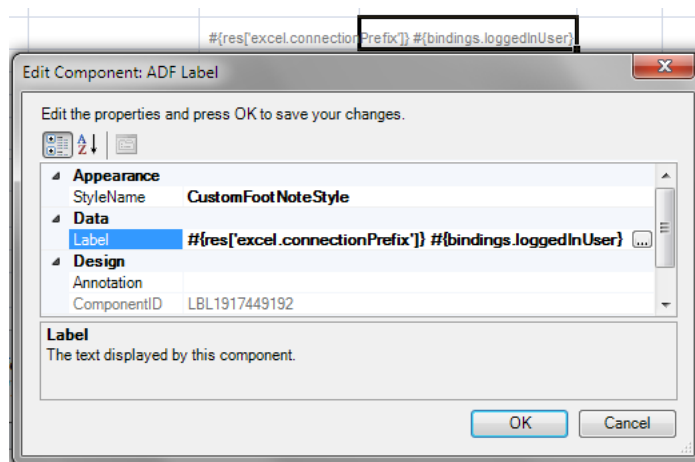 #{res['excel.connectionPrefix']} #{bindings.loggedInUser}
Edit Component: ADF Label
Edit the properties and press OK to save your changes.
Appearance
StyleName CustomFootNoteStyle
Data
Label #{res['excel.connectionPrefix']} #{bindings.loggedInUser} ...
Design
Annotation
ComponentID LBL1917449192
Label
The text displayed by this component.
OK Cancel